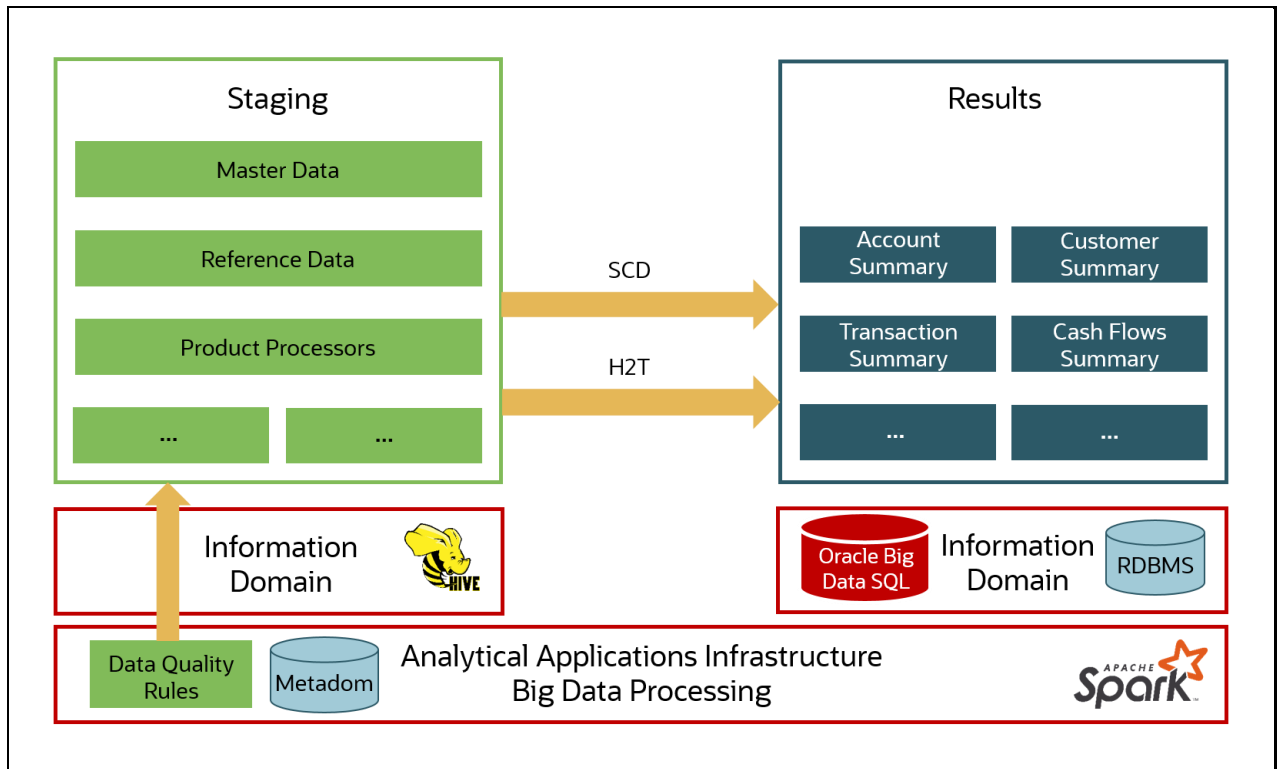 Staging
Master Data
Reference Data
Product Processors
...
...
SCD
H2T
Results
Account
Summary
Customer
Summary
Transaction
Summary
Cash Flows
Summary
...
...
Information
Domain
HIVE
Oracle Big
Data SQL
Information
Domain
RDBMS
Data Quality
Rules
Metadom
Analytical Applications Infrastructure
Big Data Processing
APACHE
Spark™